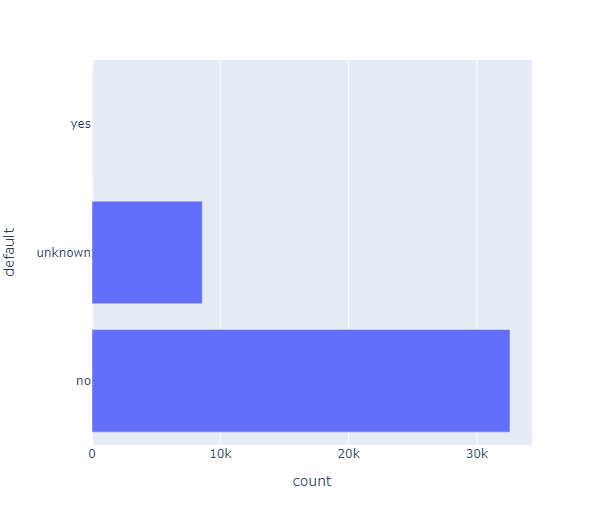 yes
unknown
no
default
0 10k 20k 30k
count